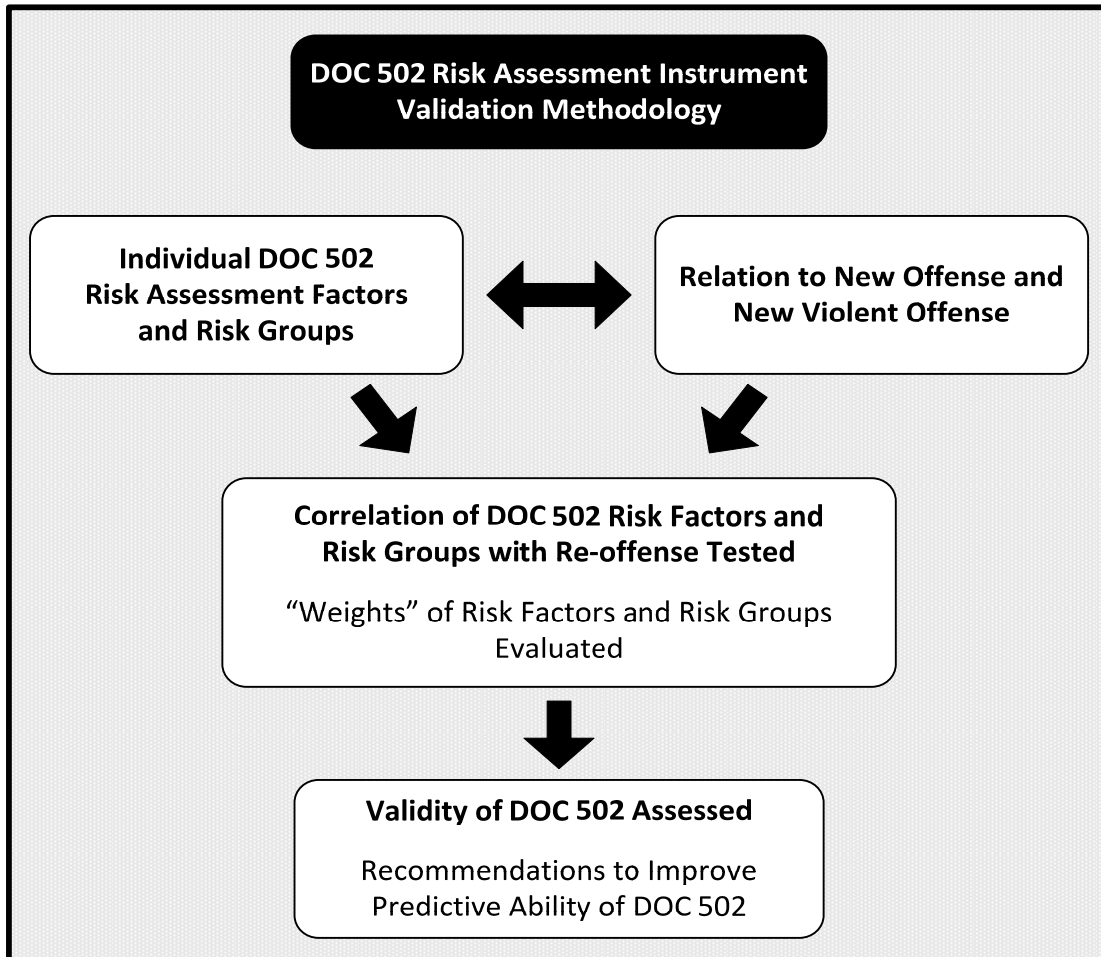 DOC 502 Risk Assessment Instrument
Validation Methodology
Individual DOC 502
Risk Assessment Factors
and Risk Groups
Relation to New Offense and
New Violent Offense
Correlation of DOC 502 Risk Factors and
Risk Groups with Re-offense Tested
“Weights” of Risk Factors and Risk Groups
Evaluated
Validity of DOC 502 Assessed
Recommendations to Improve
Predictive Ability of DOC 502